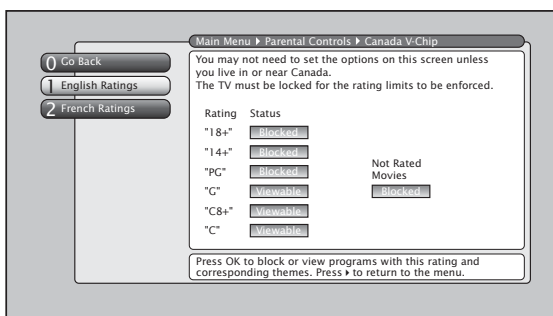 Main Menu ▸ Parental Controls ▸ Canada V-Chip
0 Go Back
1 English Ratings
2 French Ratings
You may not need to set the options on this screen unless
you live in or near Canada.
The TV must be locked for the rating limits to be enforced.
Rating Status
"18+" Blocked
"14+" Blocked
"PG" Blocked
"G" Viewable
"C8+" Viewable
"C" Viewable
Not Rated
Movies
Blocked
Press OK to block or view programs with this rating and
corresponding themes. Press ▸ to return to the menu.